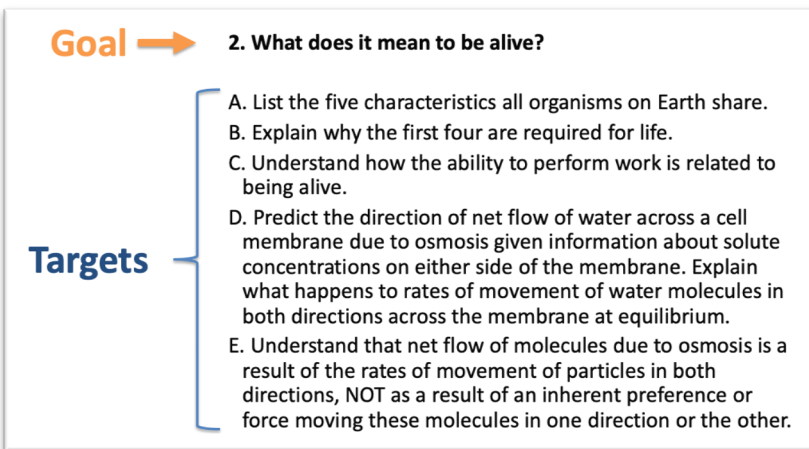 Goal
2. What does it mean to be alive?
A. List the five characteristics all organisms on Earth share.
B. Explain why the first four are required for life.
C. Understand how the ability to perform work is related to
being alive.
Targets
D. Predict the direction of net flow of water across a cell
membrane due to osmosis given information about solute
concentrations on either side of the membrane. Explain
what happens to rates of movement of water molecules in
both directions across the membrane at equilibrium.
E. Understand that net flow of molecules due to osmosis is a
result of the rates of movement of particles in both
directions, NOT as a result of an inherent preference or
force moving these molecules in one direction or the other.